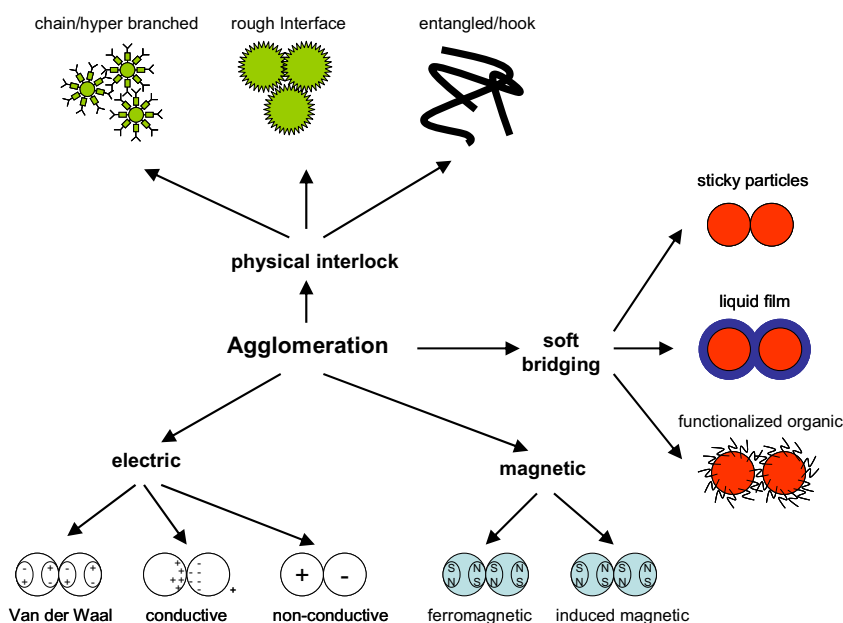 chain/hyper branched
rough Interface
entangled/hook
sticky particles
physical interlock
liquid film
Agglomeration
soft
bridging
functionalized organic
electric
magnetic
- + - +
+ - + -
+ + + + + + - - - - +
+ -
S N N S
N S S N
S N S N
N S N S
Van der Waal
conductive
non-conductive
ferromagnetic
induced magnetic